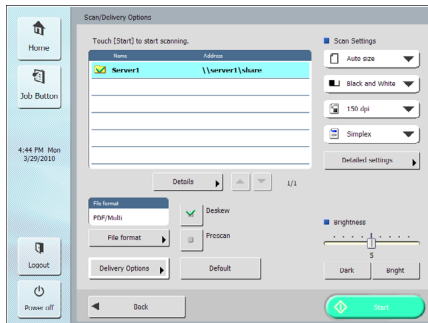 Scan/Delivery Options
Home
Job Button
4:44 PM Mon
3/29/2010
Logout
Power off
Touch [Start] to start scanning.
Name Address
Server1 \\server1\share
Details
1/1
File format
PDF/Multi
File format
Deskew
Proscan
Delivery Options
Default
Back
Scan Settings
Auto size
Black and White
150 dpi
Simplex
Detailed settings
Brightness
5
Dark Bright
Start